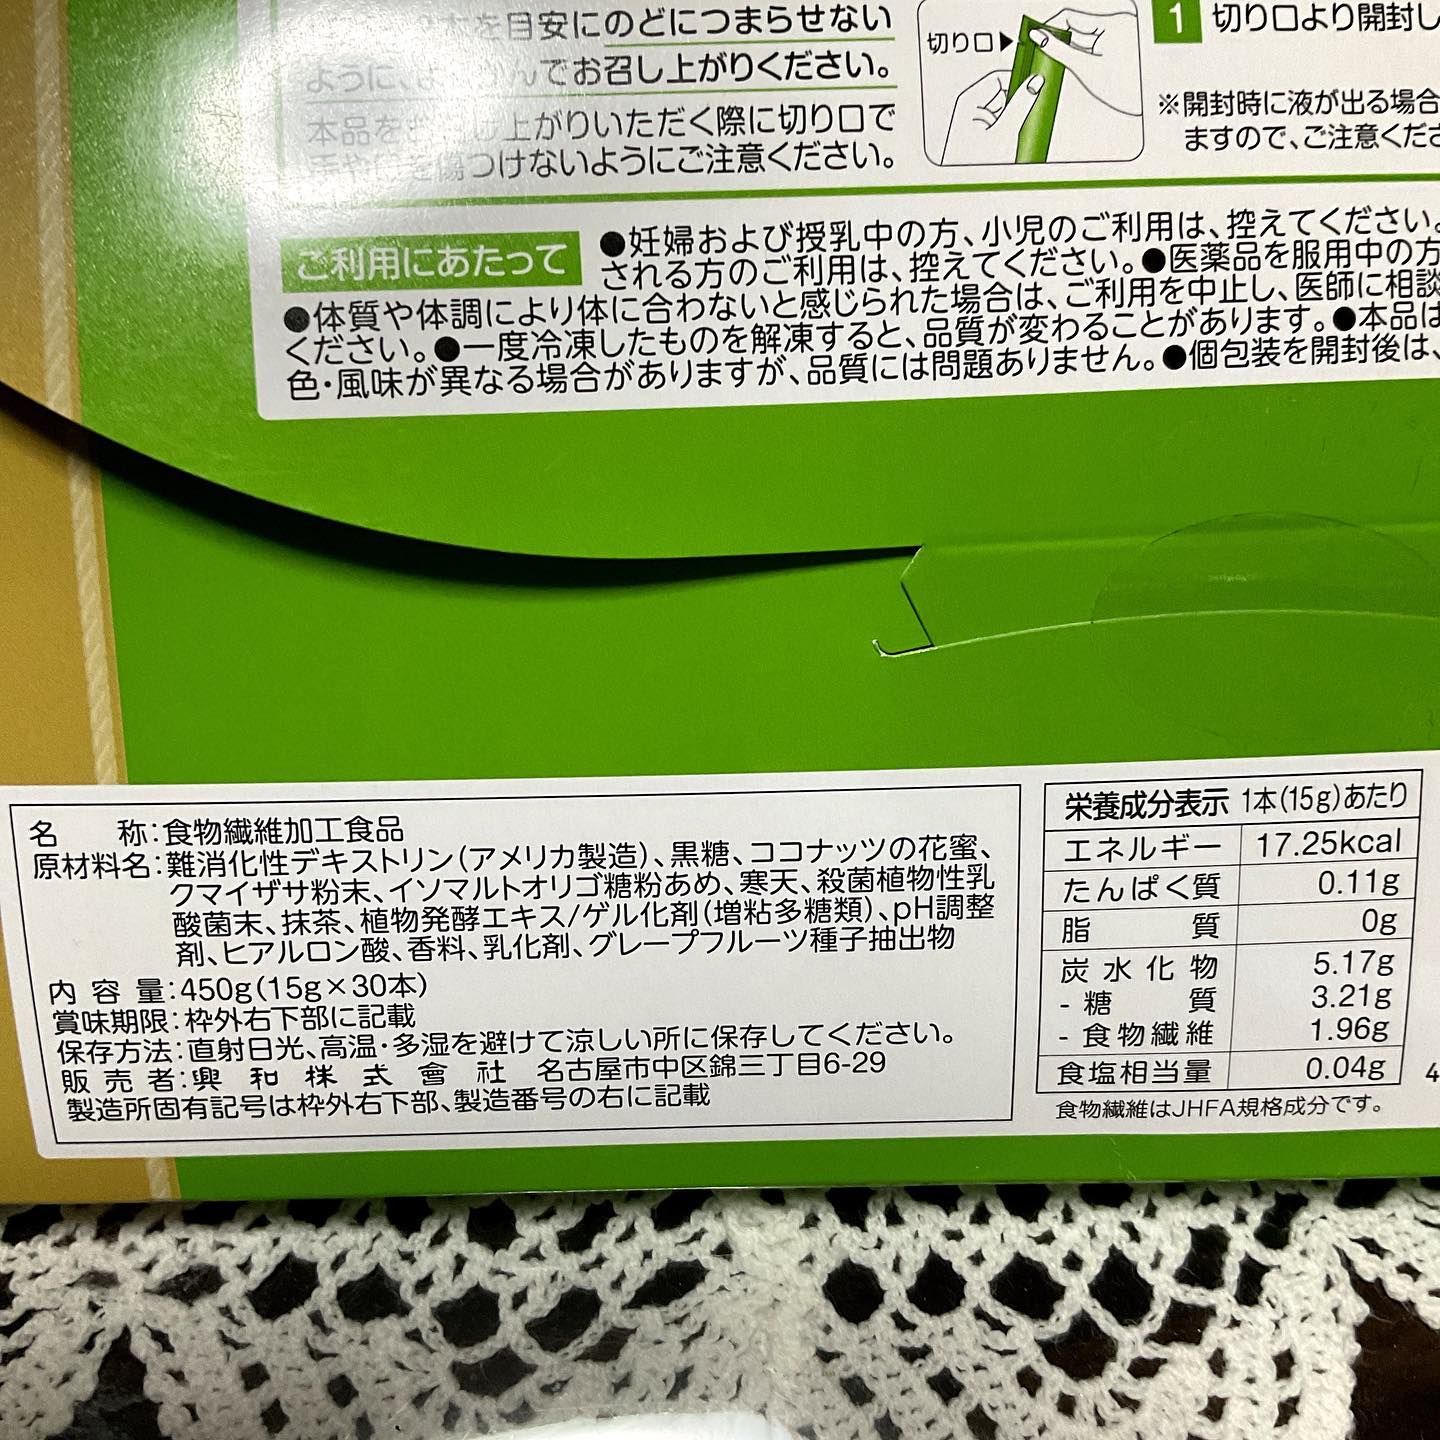 を目安にのどにつまらせない
ように、よ んでお召し上がりください。
本品を 上がりいただく際に切り口で
を傷つけないようにご注意ください。
切り口▶
1 切り口より開封し
※開封時に液が出る場合
ますので、ご注意くださ
ご利用にあたって
●妊婦および授乳中の方、小児のご利用は、控えてください。
される方のご利用は、控えてください。●医薬品を服用中の方
●体質や体調により体に合わないと感じられた場合は、ご利用を中止し、医師に相談
ください。●一度冷凍したものを解凍すると、品質が変わることがあります。●本品は
色・風味が異なる場合がありますが、品質には問題ありません。●個包装を開封後は、
名 称:食物繊維加工食品
原材料名:難消化性デキストリン(アメリカ製造)、黒糖、ココナッツの花蜜、
クマイザサ粉末、イソマルトオリゴ糖粉あめ、寒天、殺菌植物性乳
酸菌末、抹茶、植物発酵エキス/ゲル化剤(増粘多糖類)、pH調整
剤、ヒアルロン酸、香料、乳化剤、グレープフルーツ種子抽出物
内容量:450g(15g×30本)
賞味期限:枠外右下部に記載
保存方法:直射日光、高温・多湿を避けて涼しい所に保存してください。
販売者:興和株式會社 名古屋市中区錦三丁目6-29
製造所固有記号は枠外右下部、製造番号の右に記載
栄養成分表示 1本(15g)あたり
エネルギー 17.25kcal
たんぱく質 0.11g
脂質 0g
炭水化物 5.17g
-糖質 3.21g
-食物繊維 1.96g
食塩相当量 0.04g
食物繊維はJHFA規格成分です。
4